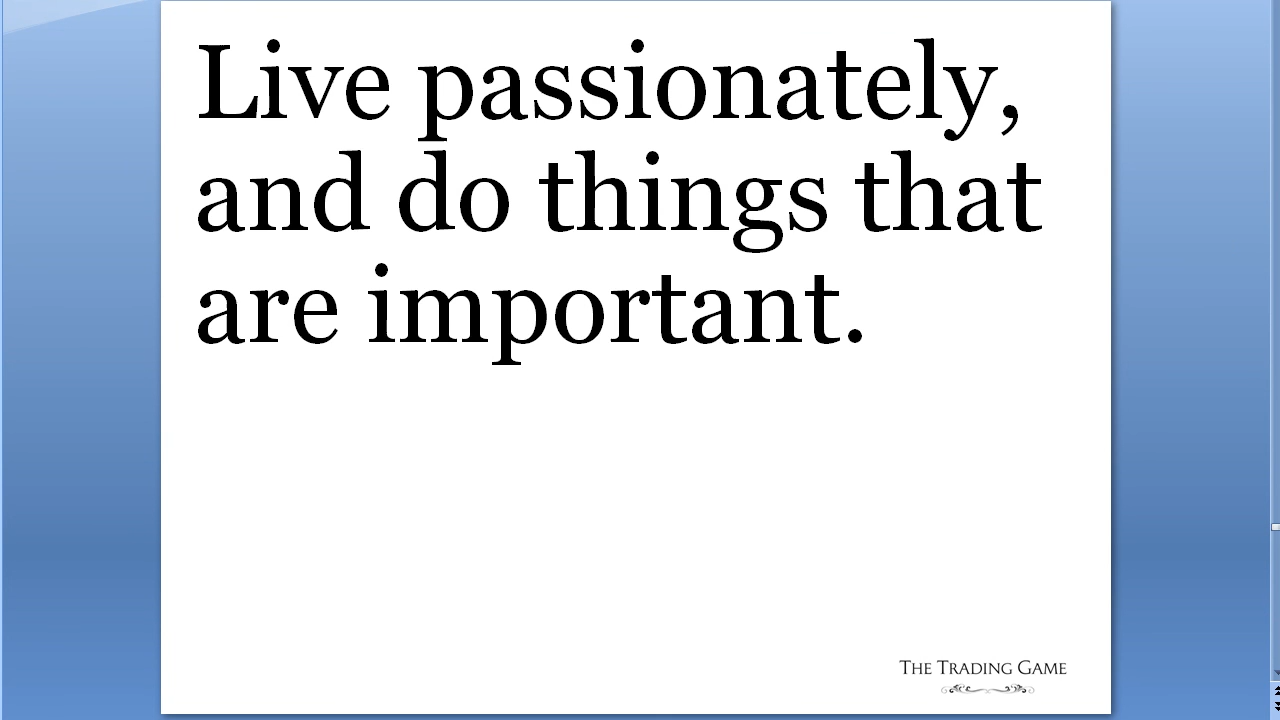 Live passionately,
and do things that
are important.
THE TRADING GAME